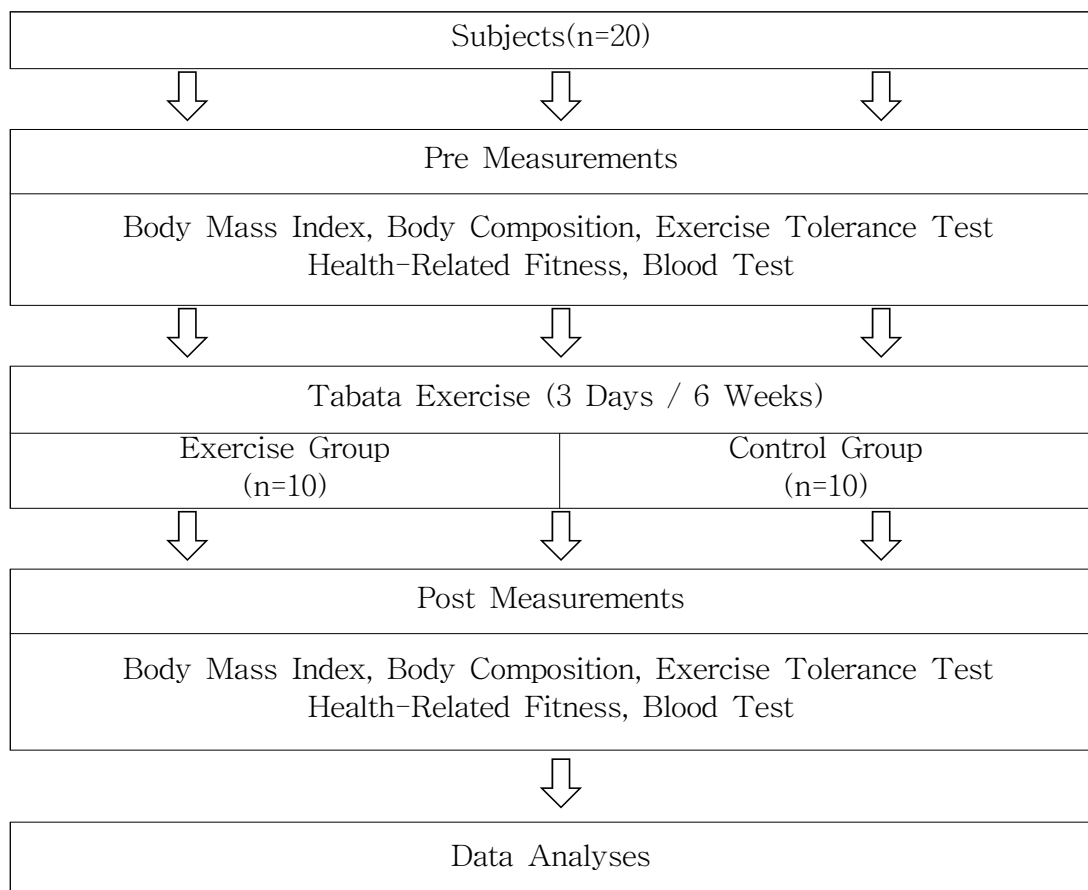 Subjects(n=20)
Pre Measurements
Body Mass Index, Body Composition, Exercise Tolerance Test
Health-Related Fitness, Blood Test
Tabata Exercise (3 Days / 6 Weeks)
Exercise Group
(n=10)
Control Group
(n=10)
Post Measurements
Body Mass Index, Body Composition, Exercise Tolerance Test
Health-Related Fitness, Blood Test
Data Analyses